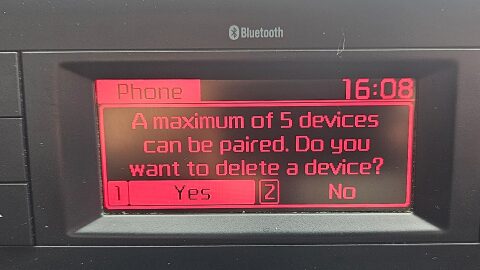 Bluetooth
Phone 16:08
A maximum of 5 devices
can be paired. Do you
want to delete a device?
1 Yes 2 No